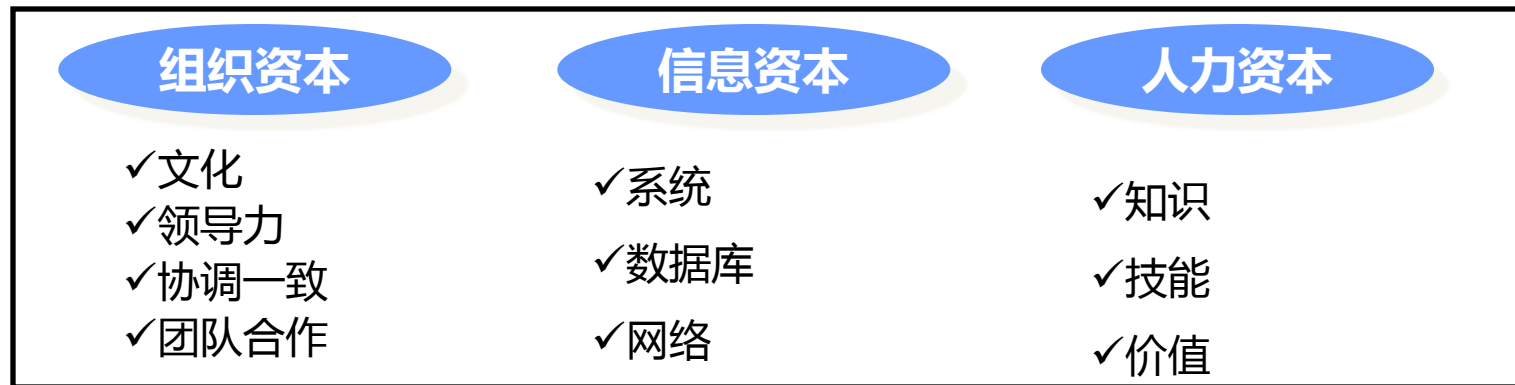 组织资本
✓文化
✓领导力
✓协调一致
✓团队合作
信息资本
✓系统
✓数据库
✓网络
人力资本
✓知识
✓技能
✓价值